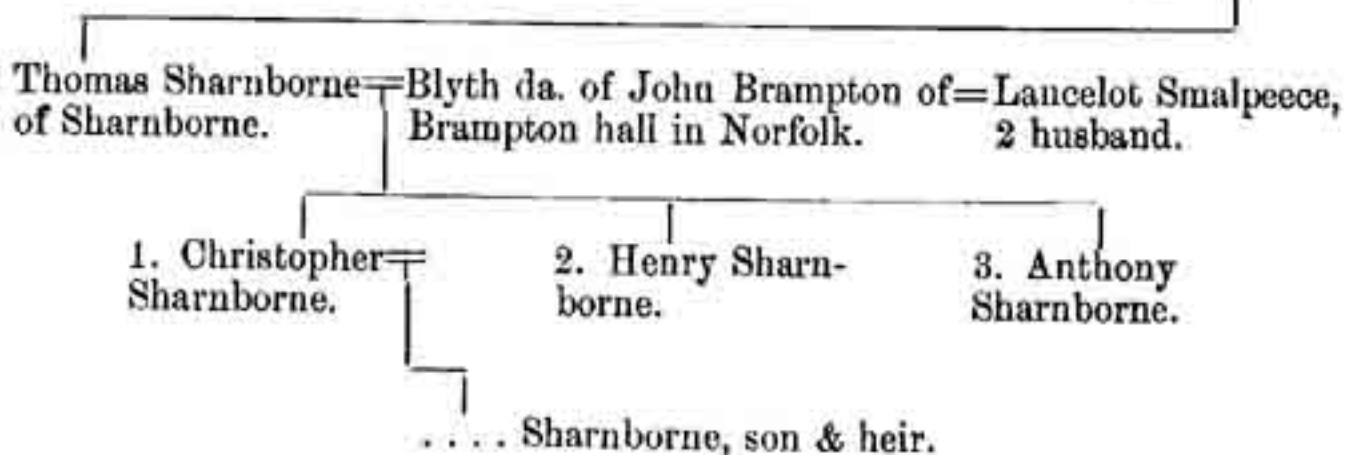 Thomas Sharnborne=Blyth da. of John Brampton of=Lancelot Smalpeece,
of Sharnborne. Brampton hall in Norfolk. 2 husband.
1. Christopher= 2. Henry Sharn- 3. Anthony
Sharnborne. borne. Sharnborne.
.... Sharnborne, son & heir.